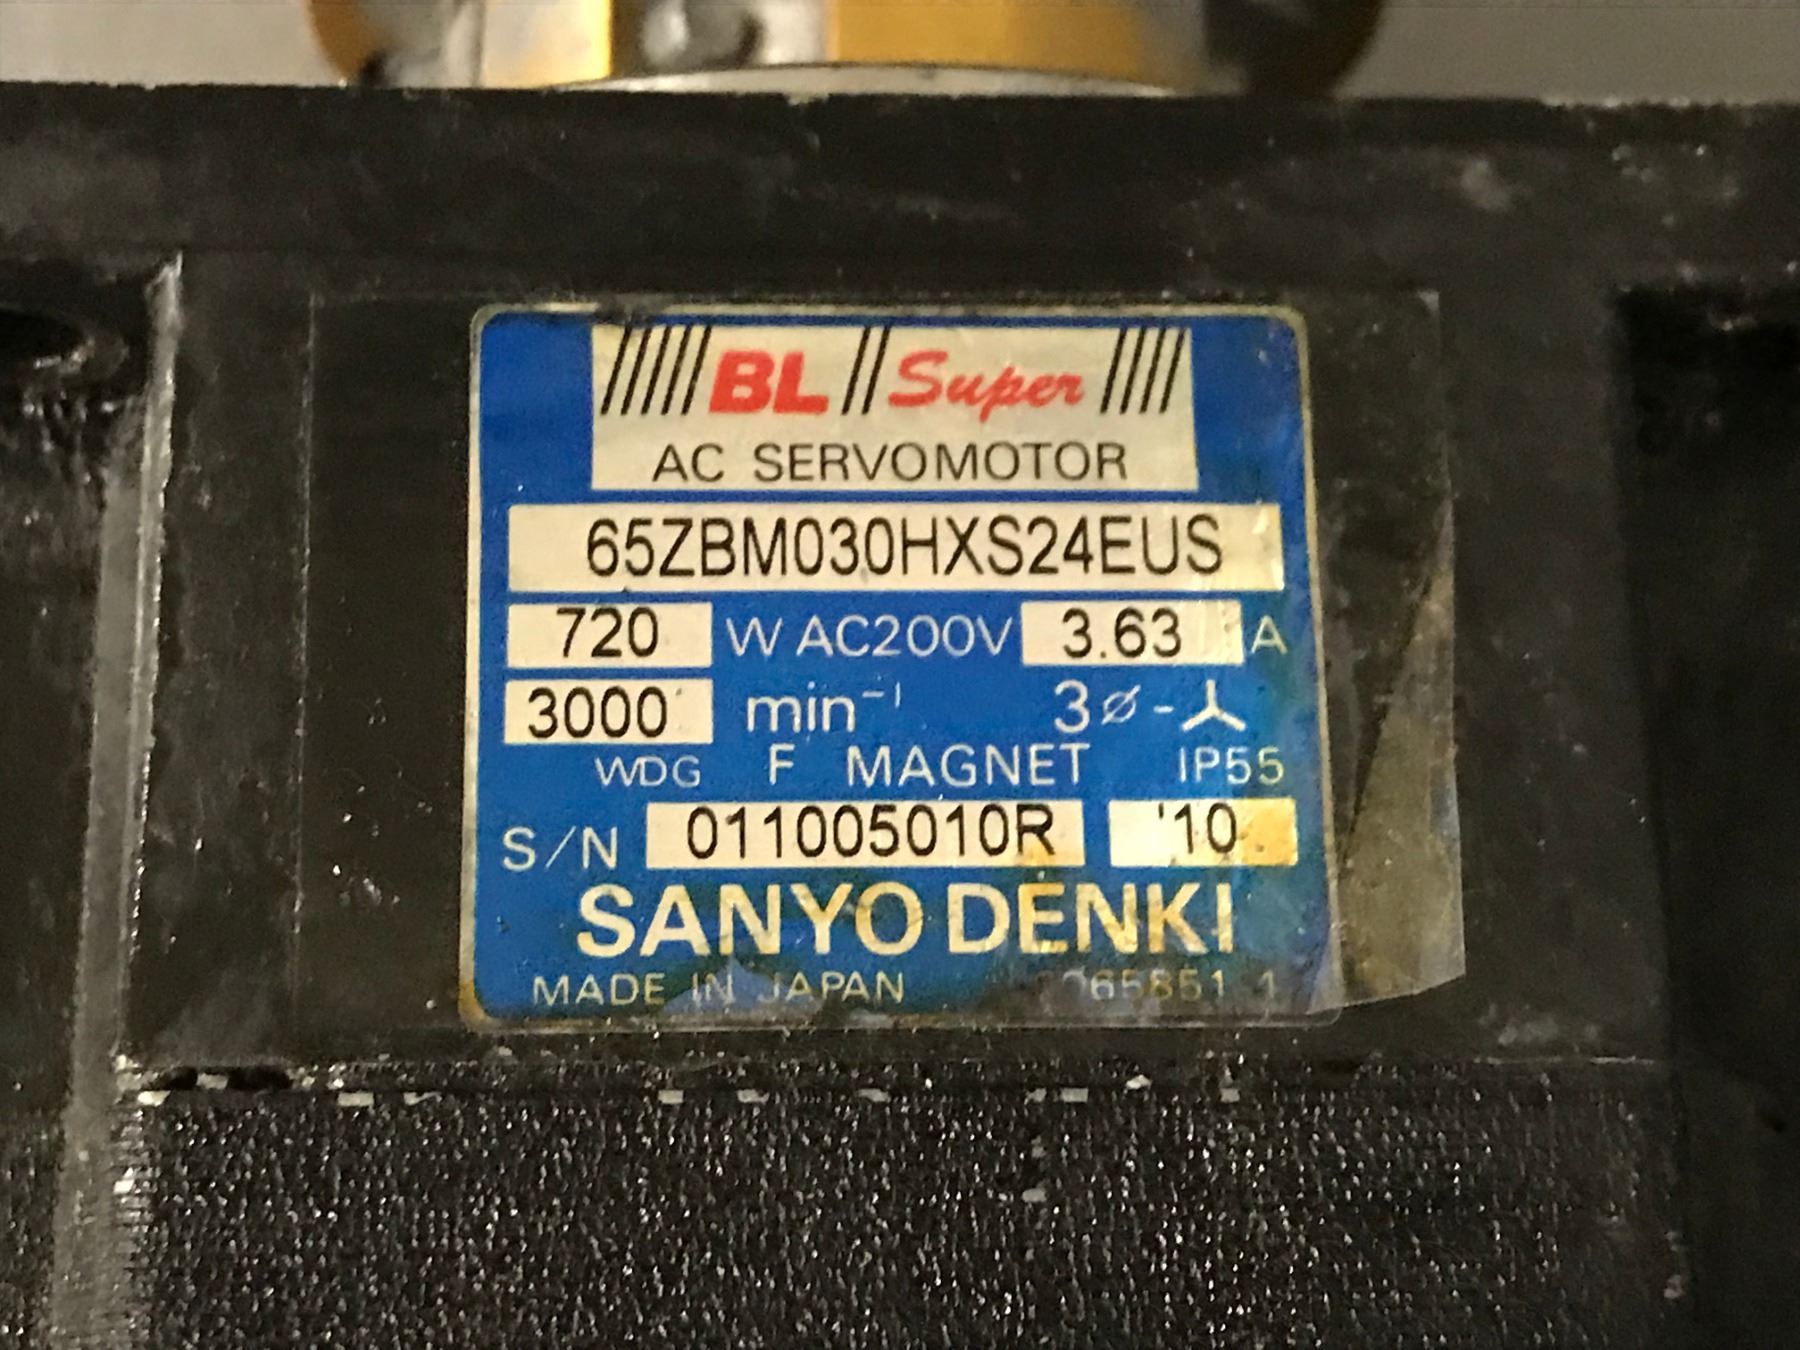 BL Super
AC SERVOMOTOR
65ZBM030HXS24EUS
720 W AC200V 3.63 A
3000 min⁻¹ 3ø-
WDG F MAGNET IP55
S/N 011005010R '10
SANYO DENKI
MADE IN JAPAN